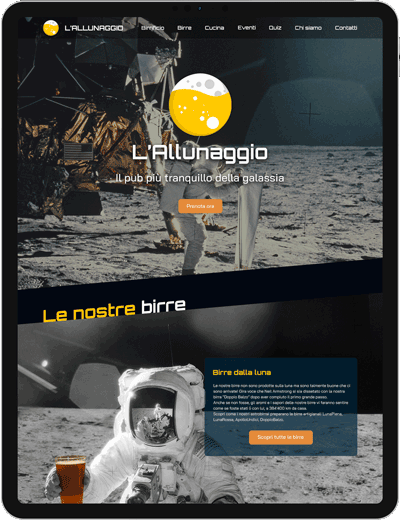 L'ALLUNAGGIO Birrificio Birre Cucina Eventi Quiz Chi siamo Contatti
L'Allunaggio
Il pub più tranquillo della galassia
Prenota ora
Le nostre birre
Birre dalla luna
Le nostre birre non sono prodotte sulla luna ma sono talmente buone che ci
sono arrivate! Gira voce che Neil Armstrong si sia dissetato con la nostra
birra "Doppio Balzo" dopo aver compiuto il primo grande passo.
Anche se non fosse, gli aromi e i sapori delle nostre birre vi faranno sentire
come se foste stati lì con lui, a 384'400 km da casa.
Scopri come i nostri astrobirrai preparano le birre artigianali LunaPiena,
LunaRossa, ApolloUndici, DoppioBalzo.
Scopri tutte le birre